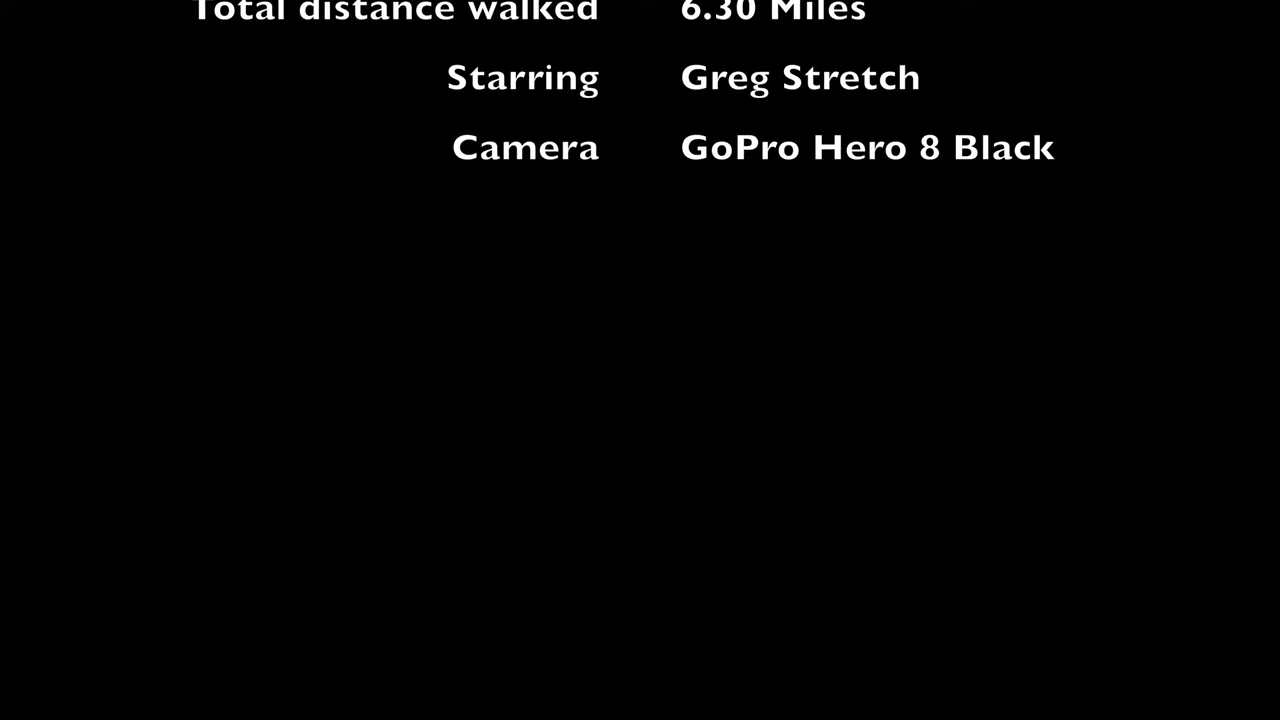 Total distance walked 6.30 Miles
Starring Greg Stretch
Camera GoPro Hero 8 Black